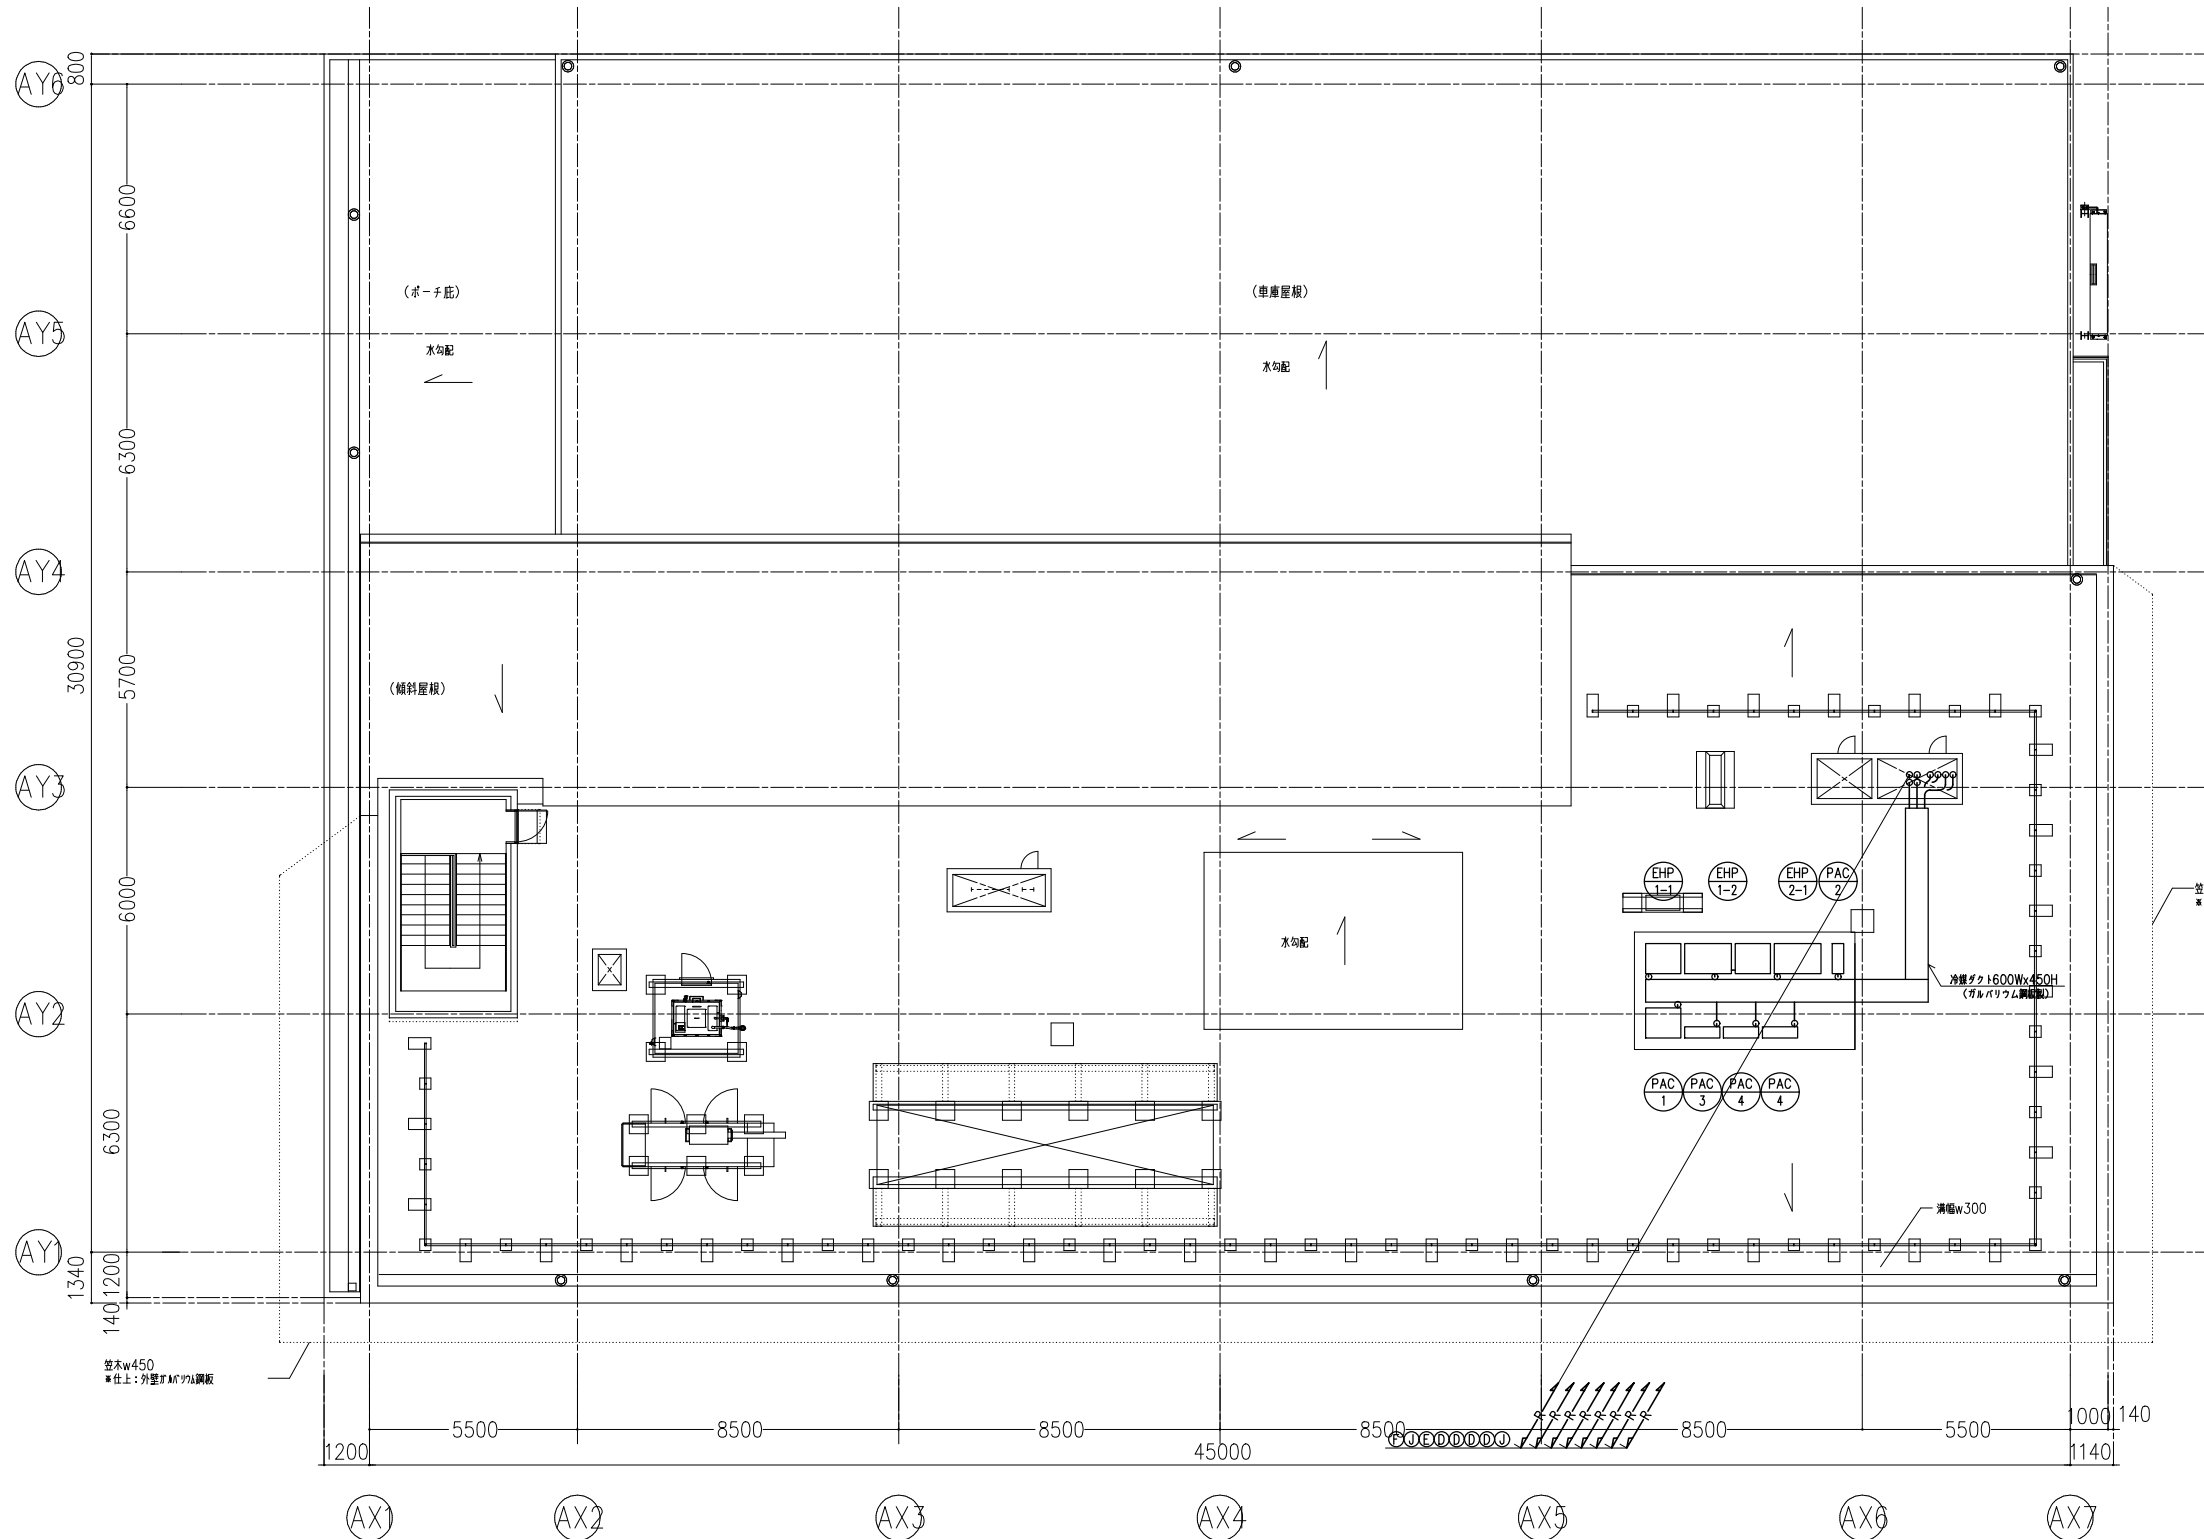 800
AY6
6600
(ポーチ庇)
(車庫屋根)
AY5
水勾配
水勾配
6300
AY4
30900
5700
(傾斜屋根)
AY3
6000
EHP 1-1
EHP 1-2
EHP 2-1
PAC 2
笠
※
水勾配
冷媒ダクト600Wx450H
(ガルバリウム鋼板製)
AY2
PAC 1
PAC 3
PAC 4
PAC 4
6300
溝幅w300
AY1
1340
1200
140
笠木w450
※仕上:外壁ガルバリウム鋼板
5500
8500
8500
8500
8500
5500
1000
140
F J E D D D D J
R R R R R R R R
1200
45000
1140
AX1
AX2
AX3
AX4
AX5
AX6
AX7